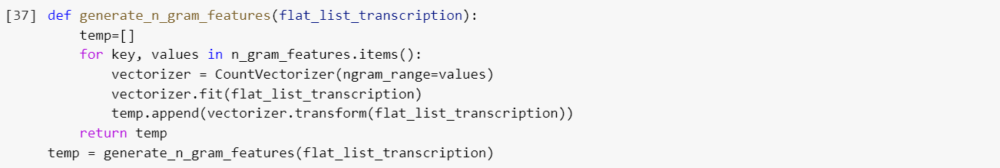 [37] def generate_n_gram_features(flat_list_transcription):
temp=[]
for key, values in n_gram_features.items():
vectorizer = CountVectorizer(ngram_range=values)
vectorizer.fit(flat_list_transcription)
temp.append(vectorizer.transform(flat_list_transcription))
return temp
temp = generate_n_gram_features(flat_list_transcription)